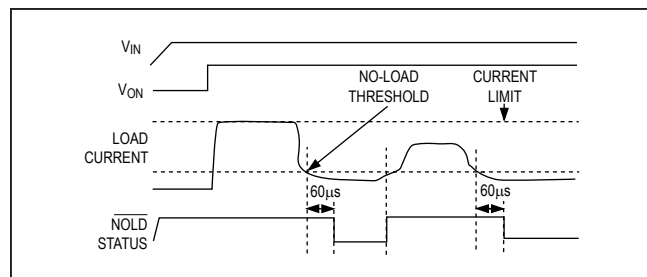 VIN
VON
NO-LOAD
THRESHOLD
CURRENT
LIMIT
LOAD
CURRENT
60µs
60µs
NOLD
STATUS